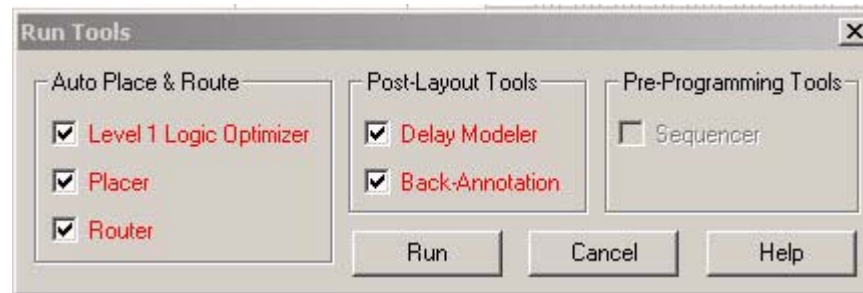 Run Tools
Auto Place & Route
Level 1 Logic Optimizer
Placer
Router
Post-Layout Tools
Delay Modeler
Back-Annotation
Pre-Programming Tools
Sequencer
Run
Cancel
Help